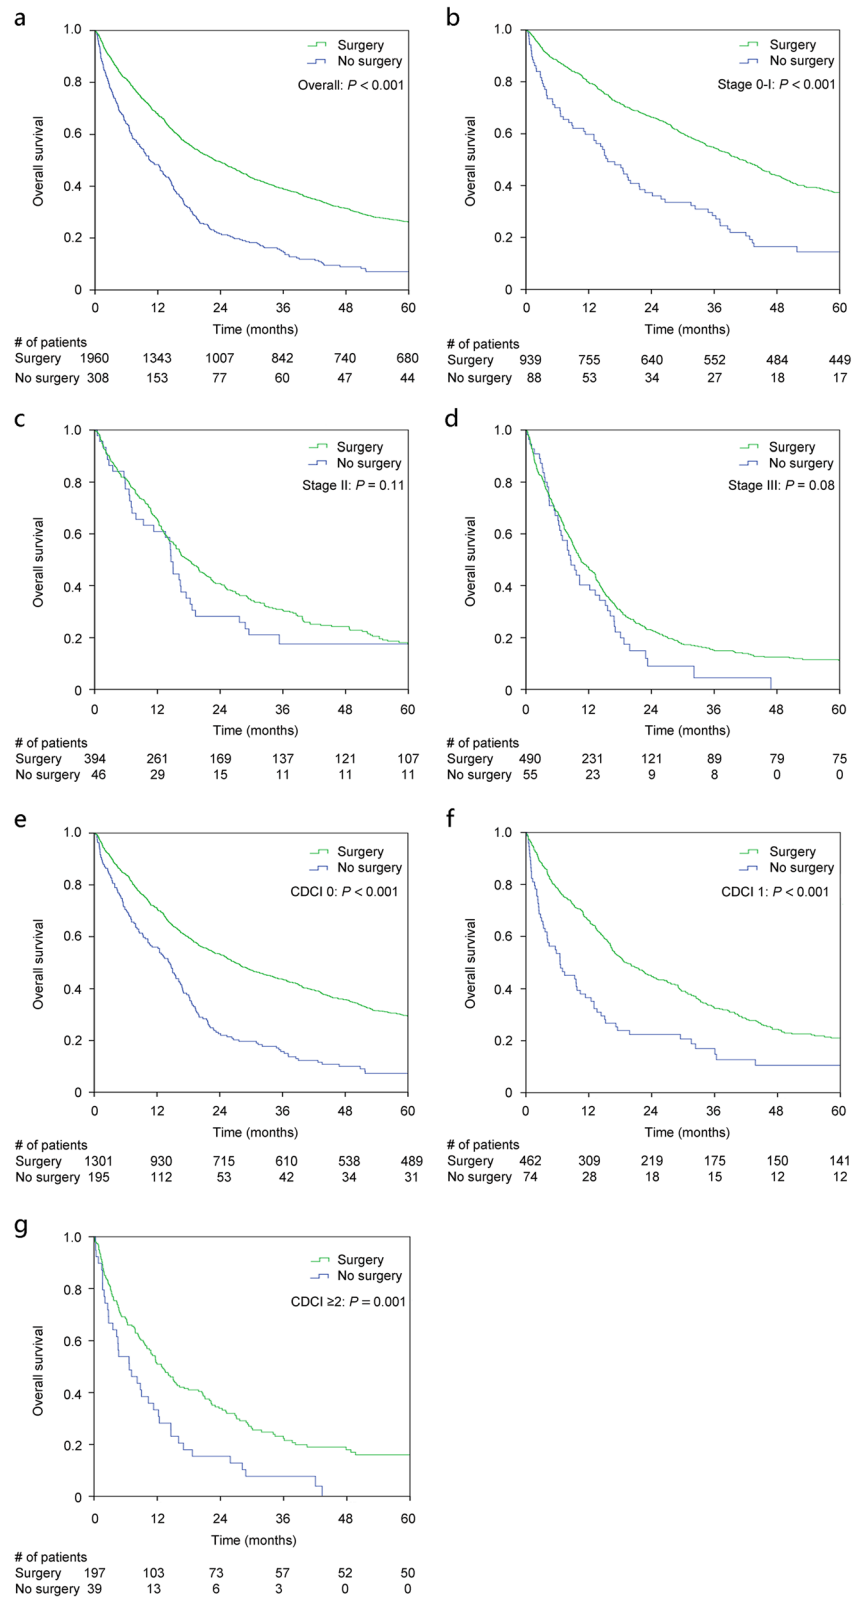 a
1.0
0.8
0.6
0.4
0.2
0
Overall survival
Surgery
No surgery
Overall: P < 0.001
0 12 24 36 48 60
Time (months)
# of patients
Surgery 1960 1343 1007 842 740 680
No surgery 308 153 77 60 47 44
b
1.0
0.8
0.6
0.4
0.2
0
Overall survival
Surgery
No surgery
Stage 0-I: P < 0.001
0 12 24 36 48 60
Time (months)
# of patients
Surgery 939 755 640 552 484 449
No surgery 88 53 34 27 18 17
c
1.0
0.8
0.6
0.4
0.2
0
Overall survival
Surgery
No surgery
Stage II: P = 0.11
0 12 24 36 48 60
Time (months)
# of patients
Surgery 394 261 169 137 121 107
No surgery 46 29 15 11 11 11
d
1.0
0.8
0.6
0.4
0.2
0
Overall survival
Surgery
No surgery
Stage III: P = 0.08
0 12 24 36 48 60
Time (months)
# of patients
Surgery 490 231 121 89 79 75
No surgery 55 23 9 8 0 0
e
1.0
0.8
0.6
0.4
0.2
0
Overall survival
Surgery
No surgery
CDCI 0: P < 0.001
0 12 24 36 48 60
Time (months)
# of patients
Surgery 1301 930 715 610 538 489
No surgery 195 112 53 42 34 31
f
1.0
0.8
0.6
0.4
0.2
0
Overall survival
Surgery
No surgery
CDCI 1: P < 0.001
0 12 24 36 48 60
Time (months)
# of patients
Surgery 462 309 219 175 150 141
No surgery 74 28 18 15 12 12
g
1.0
0.8
0.6
0.4
0.2
0
Overall survival
Surgery
No surgery
CDCI ≥2: P = 0.001
0 12 24 36 48 60
Time (months)
# of patients
Surgery 197 103 73 57 52 50
No surgery 39 13 6 3 0 0